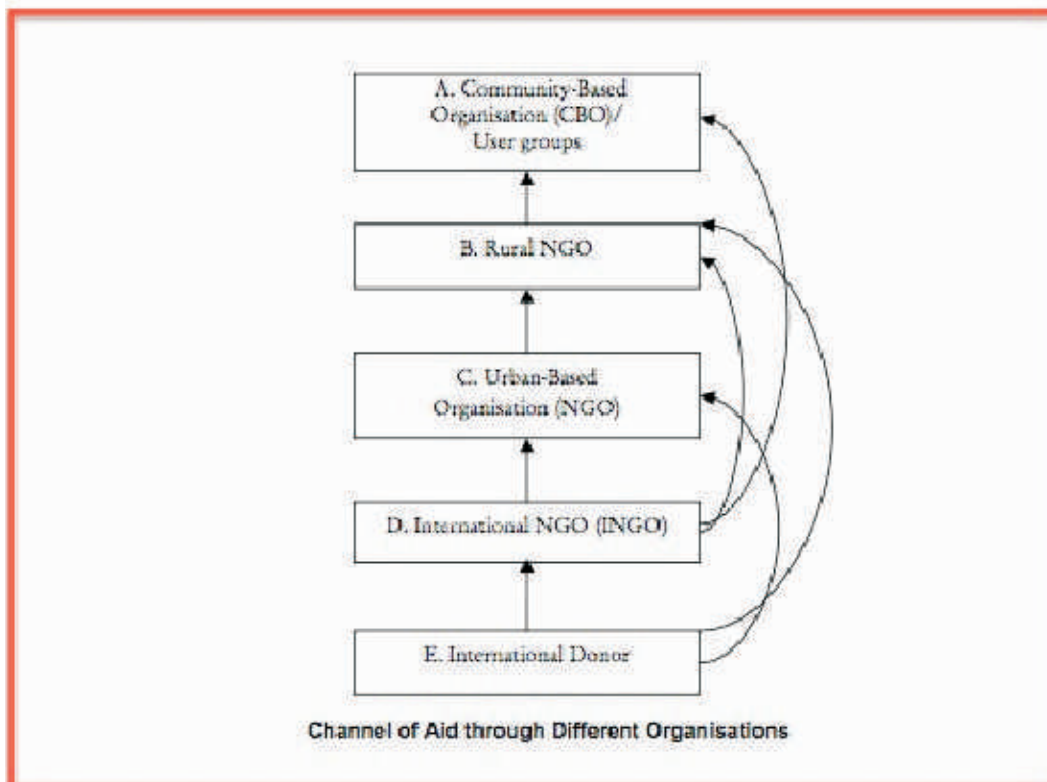 A. Community-Based
Organisation (CBO)/
User groups
B. Rural NGO
C. Urban-Based
Organisation (NGO)
D. International NGO (INGO)
E. International Donor
Channel of Aid through Different Organisations